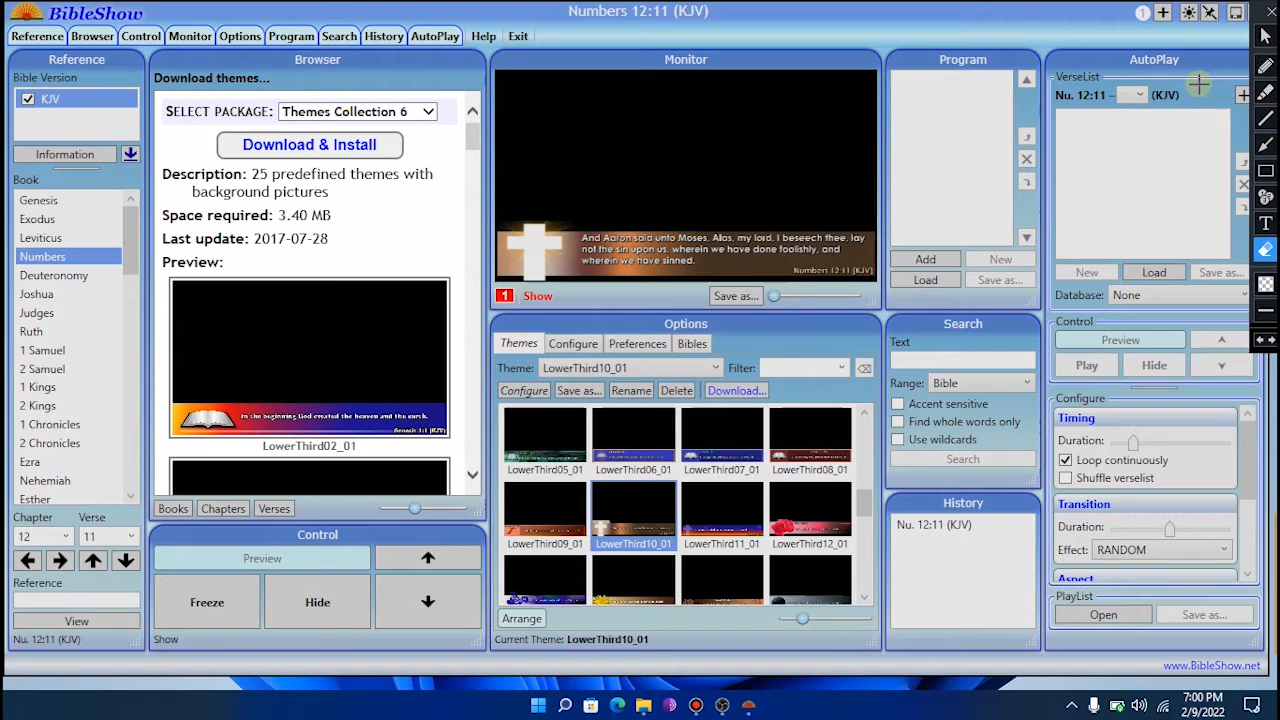 BibleShow
Numbers 12:11 (KJV)
Reference Browser Control Monitor Options Program Search History AutoPlay Help Exit
Reference
Bible Version
KJV
Information
Book
Genesis
Exodus
Leviticus
Numbers
Deuteronomy
Joshua
Judges
Ruth
1 Samuel
2 Samuel
1 Kings
2 Kings
1 Chronicles
2 Chronicles
Ezra
Nehemiah
Esther
Chapter Verse
12 11
Reference
View
Nu. 12:11 (KJV)
Browser
Download themes...
SELECT PACKAGE: Themes Collection 6
Download & Install
Description: 25 predefined themes with
background pictures
Space required: 3.40 MB
Last update: 2017-07-28
Preview:
In the beginning God created the heaven and the earth.
Genesis 1:1 [KJV]
LowerThird02_01
Books Chapters Verses
Control
Preview
Freeze Hide
Show
Monitor
And Aaron said unto Moses, Alas, my lord, I beseech thee, lay
not the sin upon us, wherein we have done foolishly, and
wherein we have sinned.
Numbers 12:11 [KJV]
1 Show Save as...
Options
Themes Configure Preferences Bibles
Theme: LowerThird10_01 Filter:
Configure Save as... Rename Delete Download...
LowerThird05_01 LowerThird06_01 LowerThird07_01 LowerThird08_01
LowerThird09_01 LowerThird10_01 LowerThird11_01 LowerThird12_01
Arrange
Current Theme: LowerThird10_01
Program
Add New
Load Save as...
Search
Text
Range: Bible
Accent sensitive
Find whole words only
Use wildcards
Search
History
Nu. 12:11 (KJV)
AutoPlay
VerseList
Nu. 12:11 – (KJV)
New Load Save as...
Database: None
Control
Preview
Play Hide
Configure
Timing
Duration:
Loop continuously
Shuffle verselist
Transition
Duration:
Effect: RANDOM
Aspect
PlayList
Open Save as...
www.BibleShow.net
7:00 PM
2/9/2022